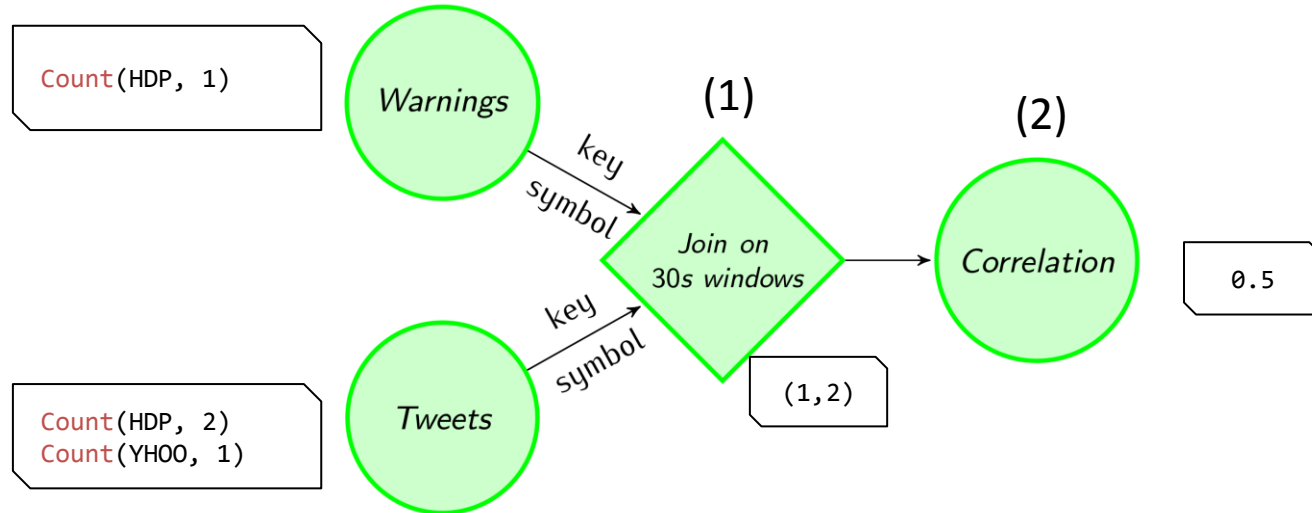 Count(HDP, 1)
Warnings
(1)
(2)
key
symbol
Join on
30s windows
Correlation
0.5
key
symbol
(1,2)
Count(HDP, 2)
Count(YHOO, 1)
Tweets